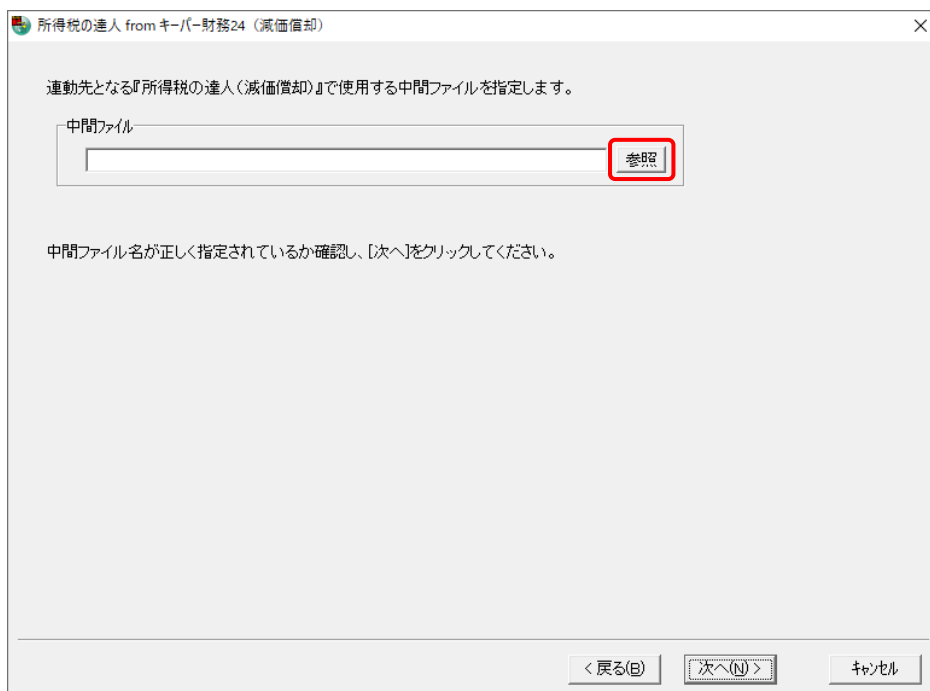 所得税の達人 from キーパー財務24（減価償却）
連動先となる『所得税の達人（減価償却）』で使用する中間ファイルを指定します。
中間ファイル
参照
中間ファイル名が正しく指定されているか確認し、[次へ]をクリックしてください。
< 戻る(B)
次へ(N) >
キャンセル